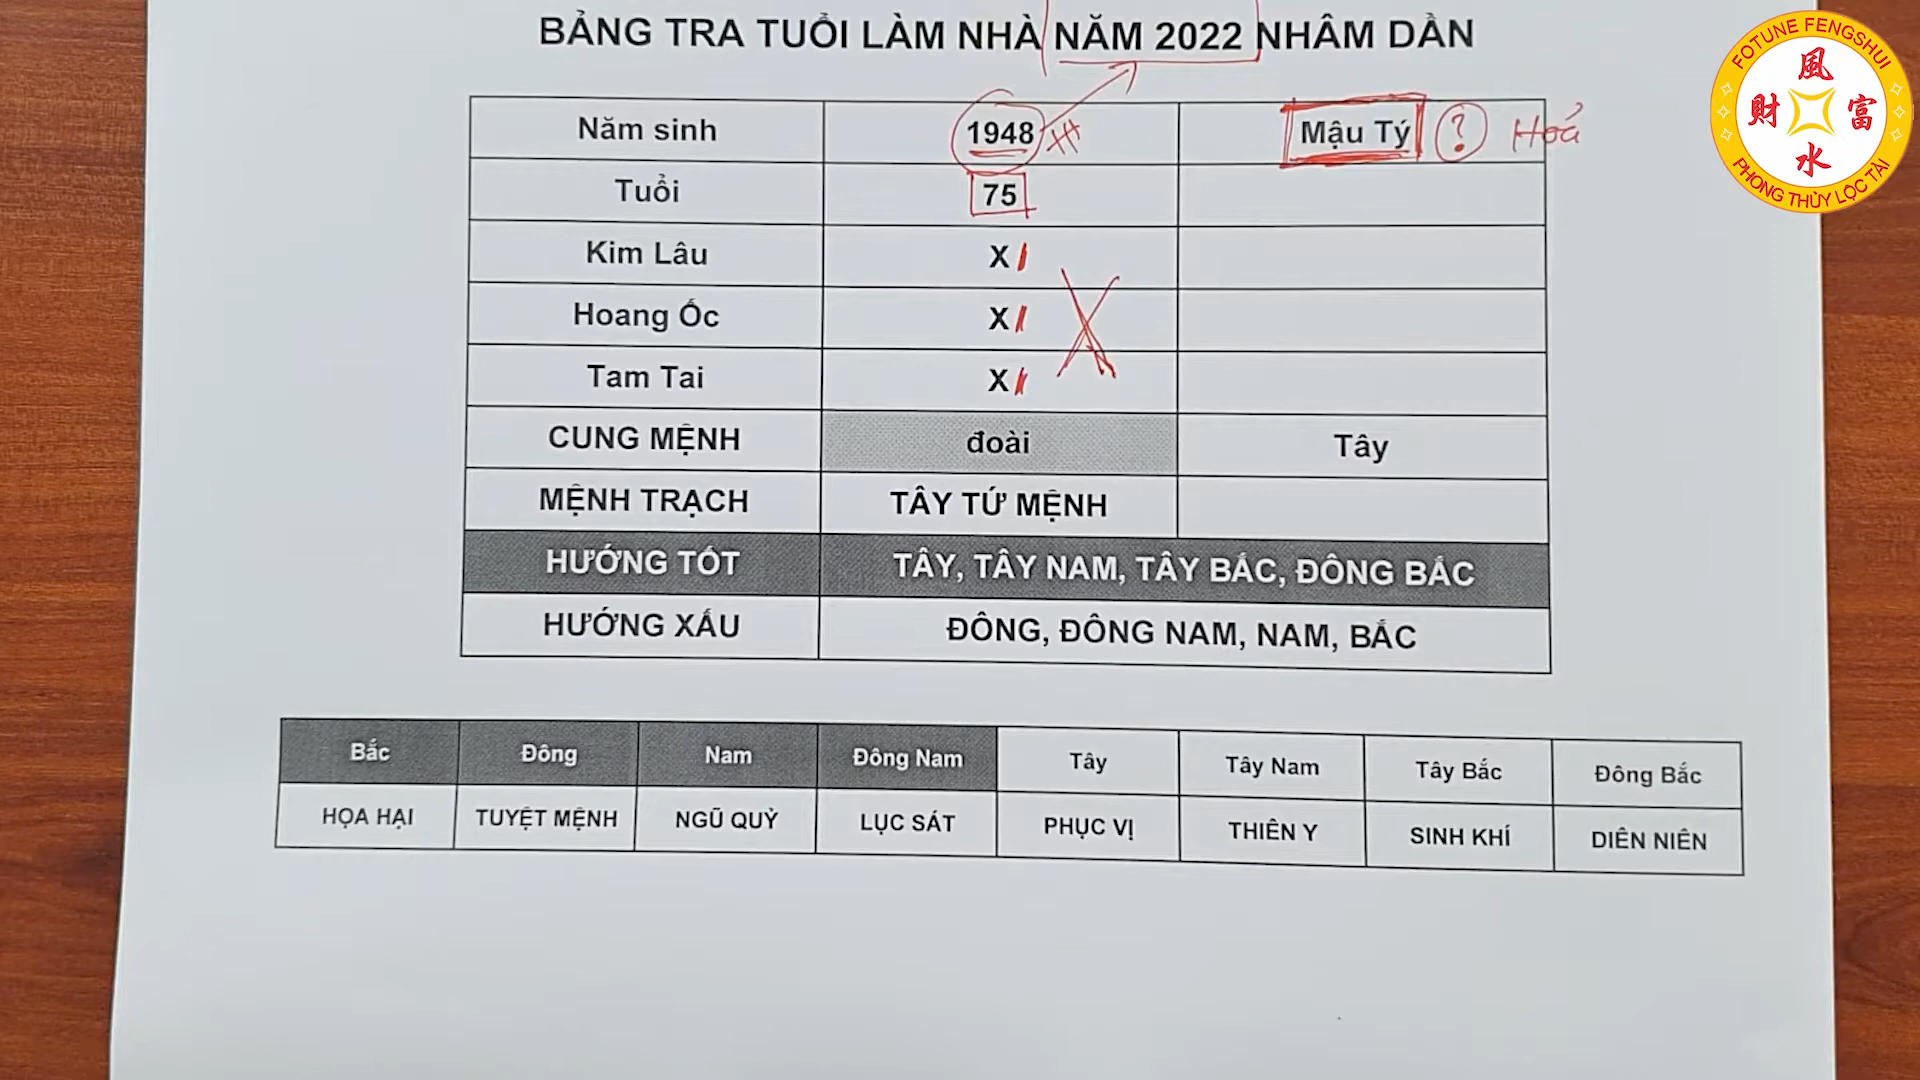 BẢNG TRA TUỔI LÀM NHÀ NĂM 2022 NHÂM DẦN
Năm sinh 1948 Mậu Tý ? Hoả
Tuổi 75
Kim Lâu X
Hoang Ốc X
Tam Tai X
CUNG MỆNH đoài Tây
MỆNH TRẠCH TÂY TỨ MỆNH
HƯỚNG TỐT TÂY, TÂY NAM, TÂY BẮC, ĐÔNG BẮC
HƯỚNG XẤU ĐÔNG, ĐÔNG NAM, NAM, BẮC
Bắc Đông Nam Đông Nam Tây Tây Nam Tây Bắc Đông Bắc
HỌA HẠI TUYỆT MỆNH NGŨ QUỶ LỤC SÁT PHỤC VỊ THIÊN Y SINH KHÍ DIÊN NIÊN
FOTUNE FENGSHUI
風
財 富
水
PHONG THỦY LỘC TÀI